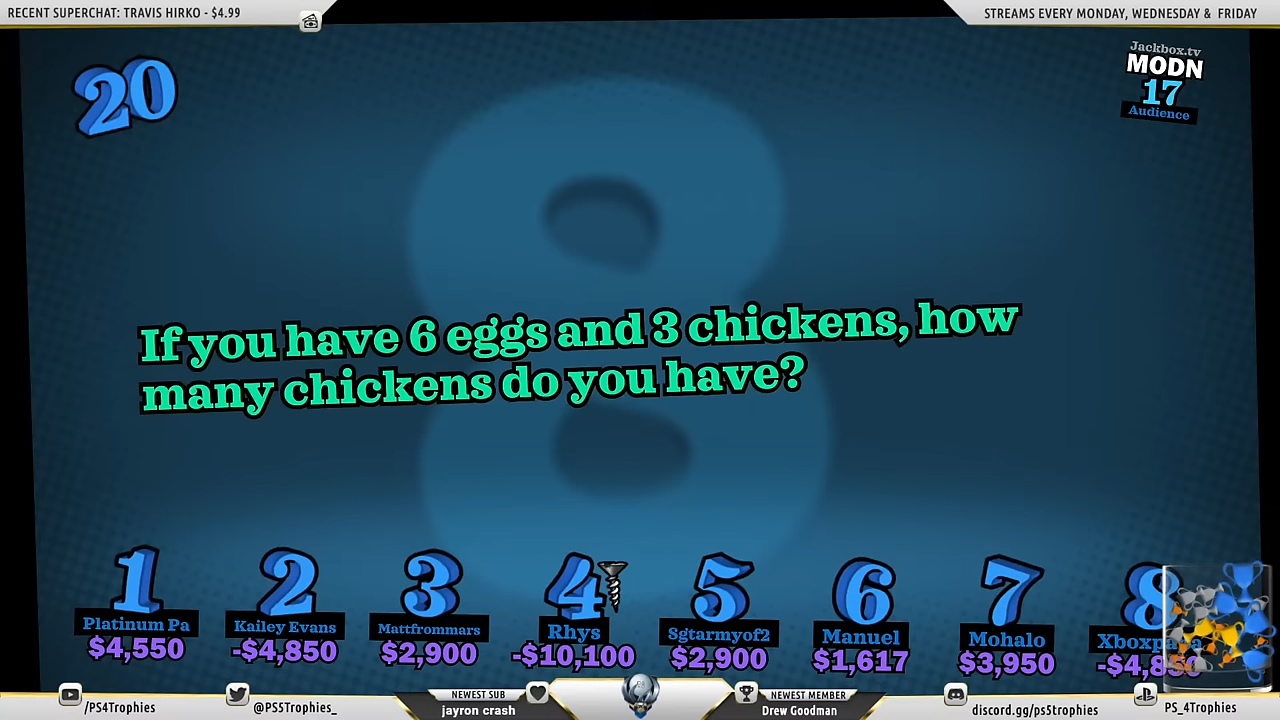 RECENT SUPERCHAT: TRAVIS HIRKO - $4.99
STREAMS EVERY MONDAY, WEDNESDAY & FRIDAY
20
Jackbox.tv
MODN
17
Audience
8
If you have 6 eggs and 3 chickens, how
many chickens do you have?
1 2 3 4 5 6 7 8
Platinum Pa Kailey Evans Mattfrommars Rhys Sgtarmyof2 Manuel Mohalo
$4,550 -$4,850 $2,900 -$10,100 $2,900 $1,617 $3,950
/PS4Trophies
@PS5Trophies_
NEWEST SUB
jayron crash
NEWEST MEMBER
Drew Goodman
discord.gg/ps5trophies
PS_4Trophies